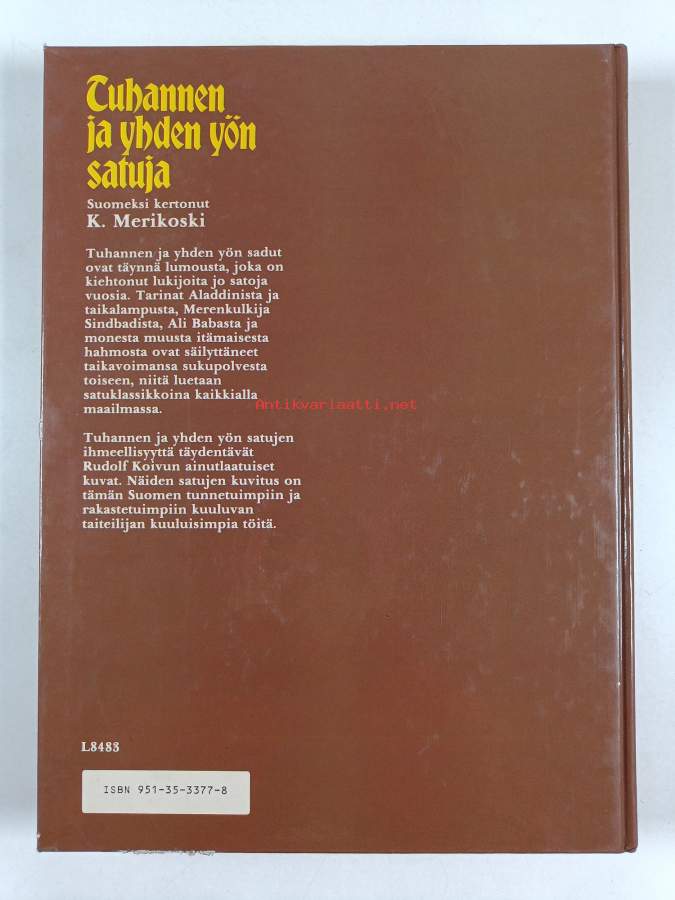 Tuhannen
ja yhden yön
satuja
Suomeksi kertonut
K. Merikoski
Tuhannen ja yhden yön sadut
ovat täynnä lumousta, joka on
kiehtonut lukijoita jo satoja
vuosia. Tarinat Aladdinista ja
taikalampusta, Merenkulkija
Sindbadista, Ali Babasta ja
monesta muusta itämaisesta
hahmosta ovat säilyttäneet
taikavoimansa sukupolvesta
toiseen, niitä luetaan
satuklassikkoina kaikkialla
maailmassa.
Antikvariaatti.net
Tuhannen ja yhden yön satujen
ihmeellisyyttä täydentävät
Rudolf Koivun ainutlaatuiset
kuvat. Näiden satujen kuvitus on
tämän Suomen tunnetuimpiin ja
rakastetuimpiin kuuluvan
taiteilijan kuuluisimpia töitä.
L8483
ISBN 951-35-3377-8